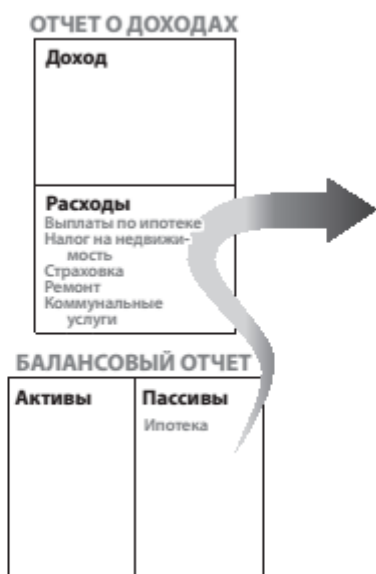 ОТЧЕТ О ДОХОДАХ
Доход
Расходы
Выплаты по ипотеке
Налог на недвижи-
мость
Страховка
Ремонт
Коммунальные
услуги
БАЛАНСОВЫЙ ОТЧЕТ
Активы
Пассивы
Ипотека